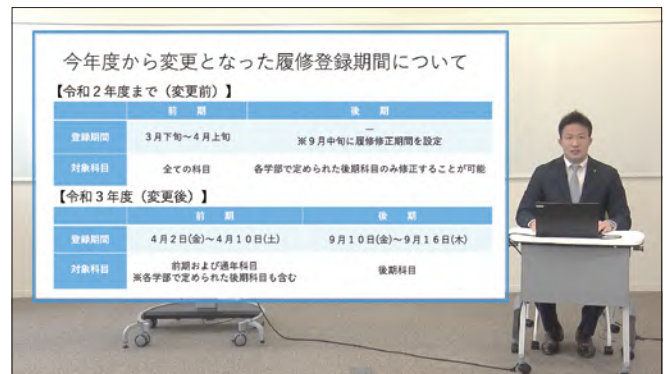 今年度から変更となった履修登録期間について
【令和２年度まで（変更前）】
前　期　後　期
登録期間　３月下旬～４月上旬　―
※９月中旬に履修修正期間を設定
対象科目　全ての科目　各学部で定められた後期科目のみ修正することが可能
【令和３年度（変更後）】
前　期　後　期
登録期間　４月２日(金)～４月１０日(土)　９月１０日(金)～９月１６日(木)
対象科目　前期および通年科目　後期科目
※各学部で定められた後期科目も含む